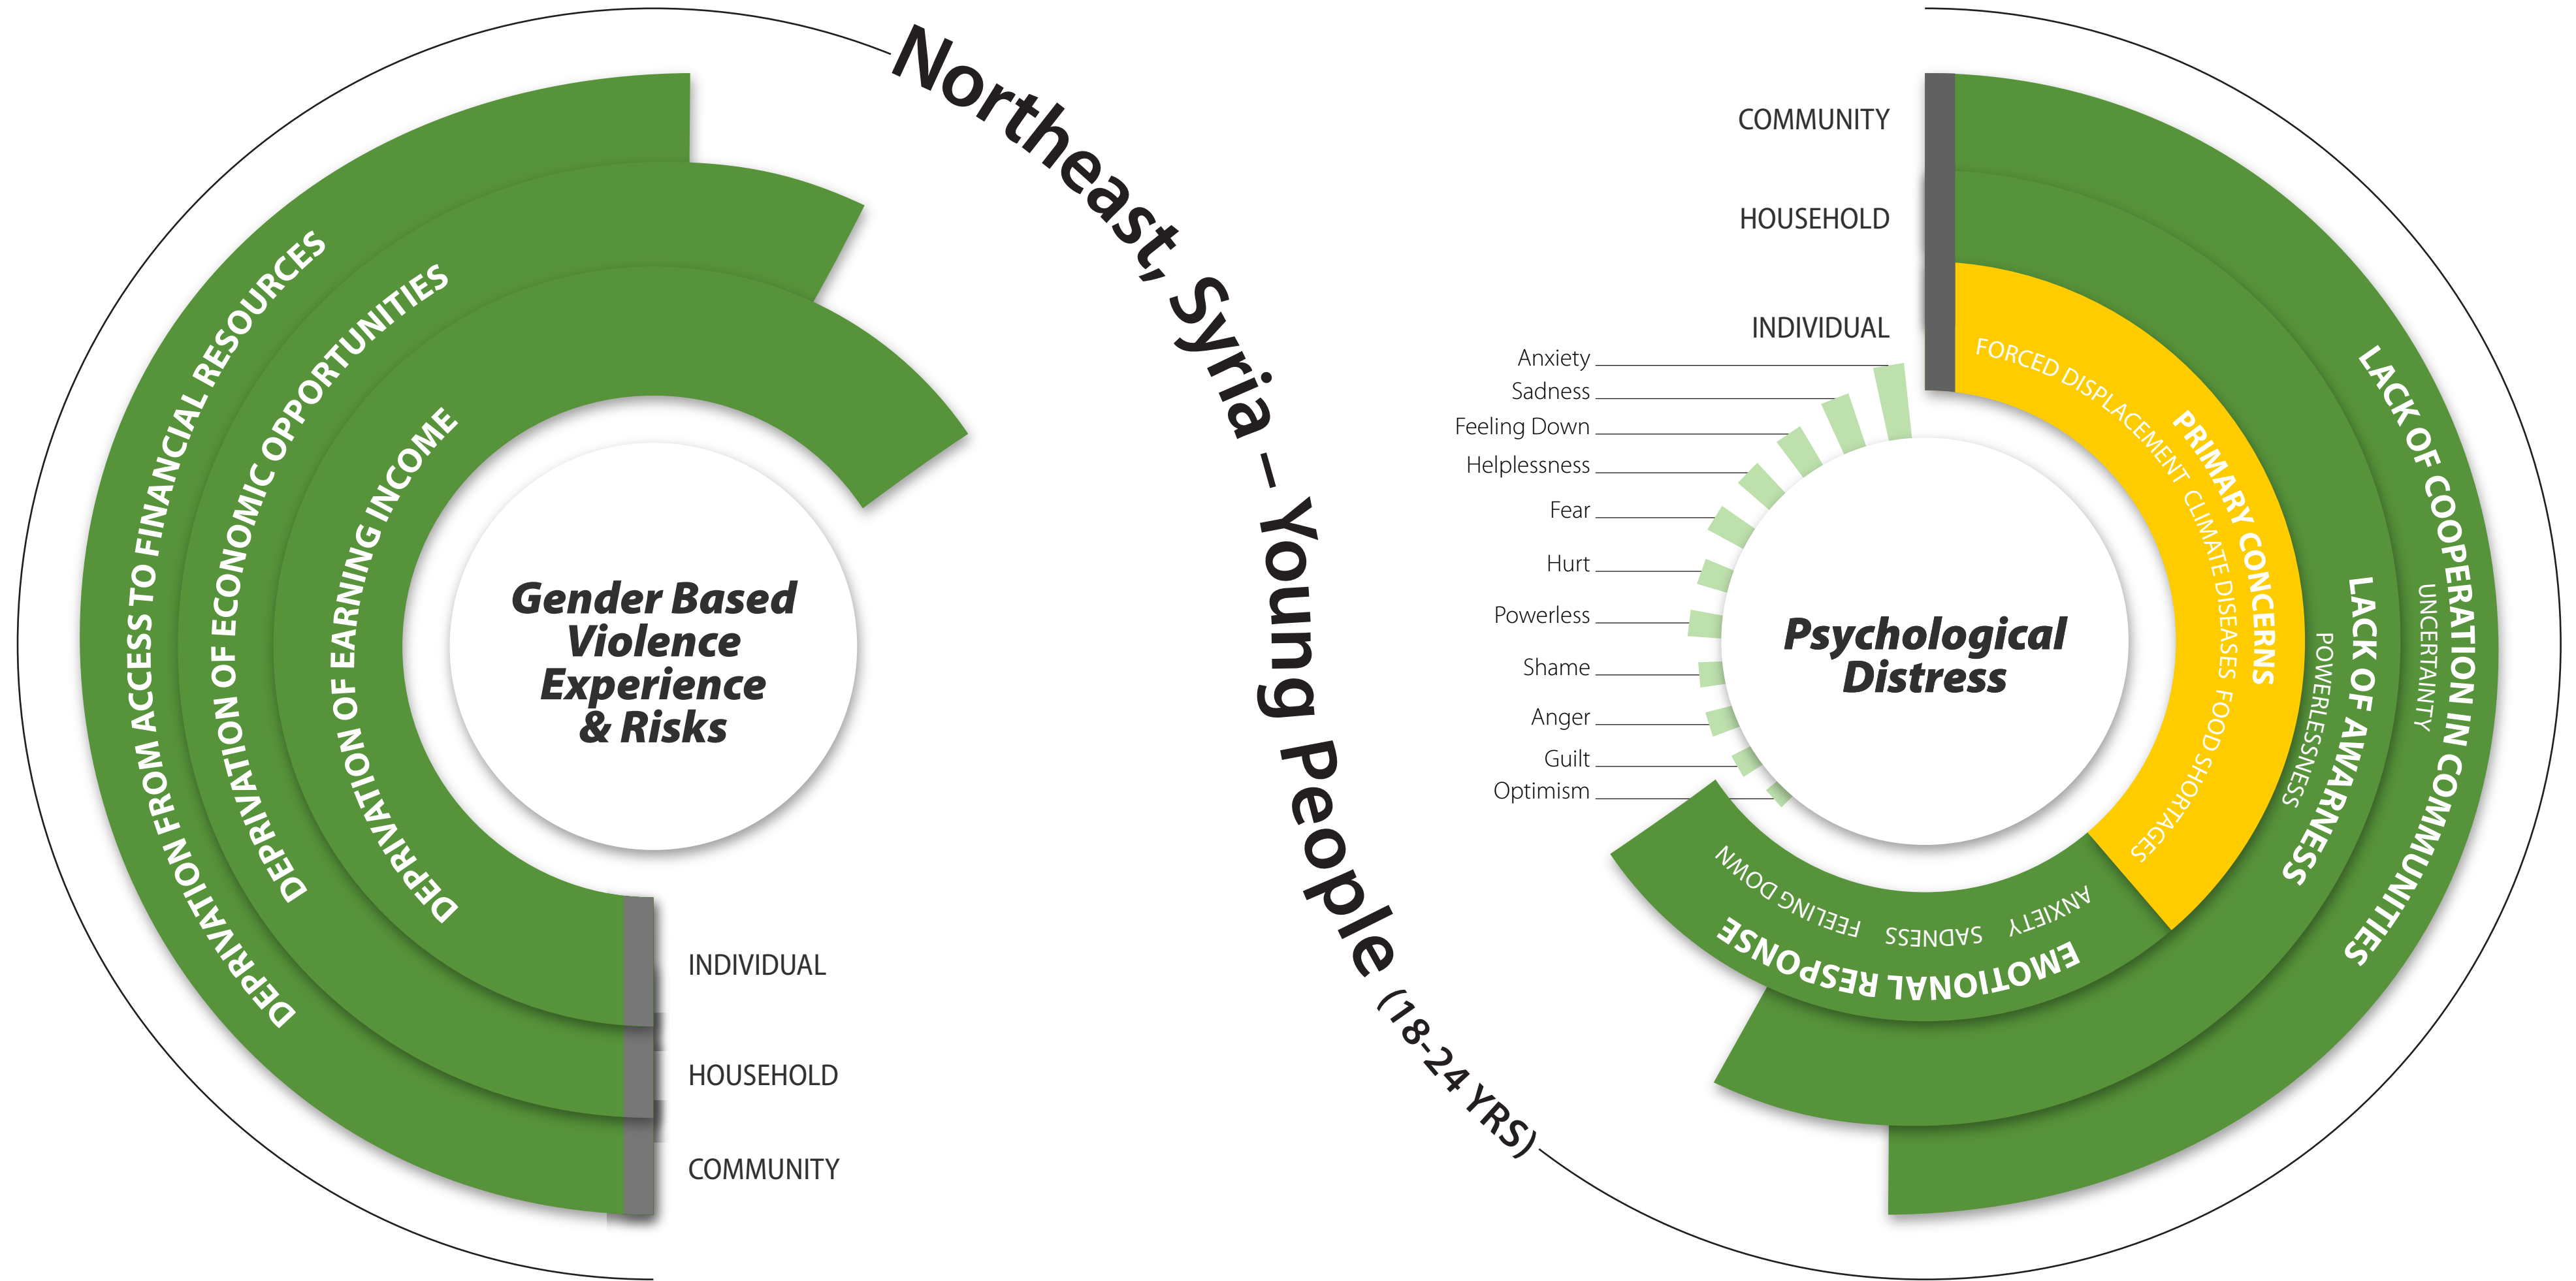 Northeast, Syria – Young People (18-24 YRS)
DEPRIVATION FROM ACCESS TO FINANCIAL RESOURCES
DEPRIVATION OF ECONOMIC OPPORTUNITIES
DEPRIVATION OF EARNING INCOME
Gender Based
Violence
Experience
& Risks
INDIVIDUAL
HOUSEHOLD
COMMUNITY
COMMUNITY
HOUSEHOLD
INDIVIDUAL
Anxiety
Sadness
Feeling Down
Helplessness
Fear
Hurt
Powerless
Shame
Anger
Guilt
Optimism
Psychological
Distress
LACK OF COOPERATION IN COMMUNITIES
UNCERTAINTY
LACK OF AWARNESS
POWERLESSNESS
PRIMARY CONCERNS
FORCED DISPLACEMENT CLIMATE DISEASES FOOD SHORTAGES
EMOTIONAL RESPONSE
ANXIETY SADNESS FEELING DOWN